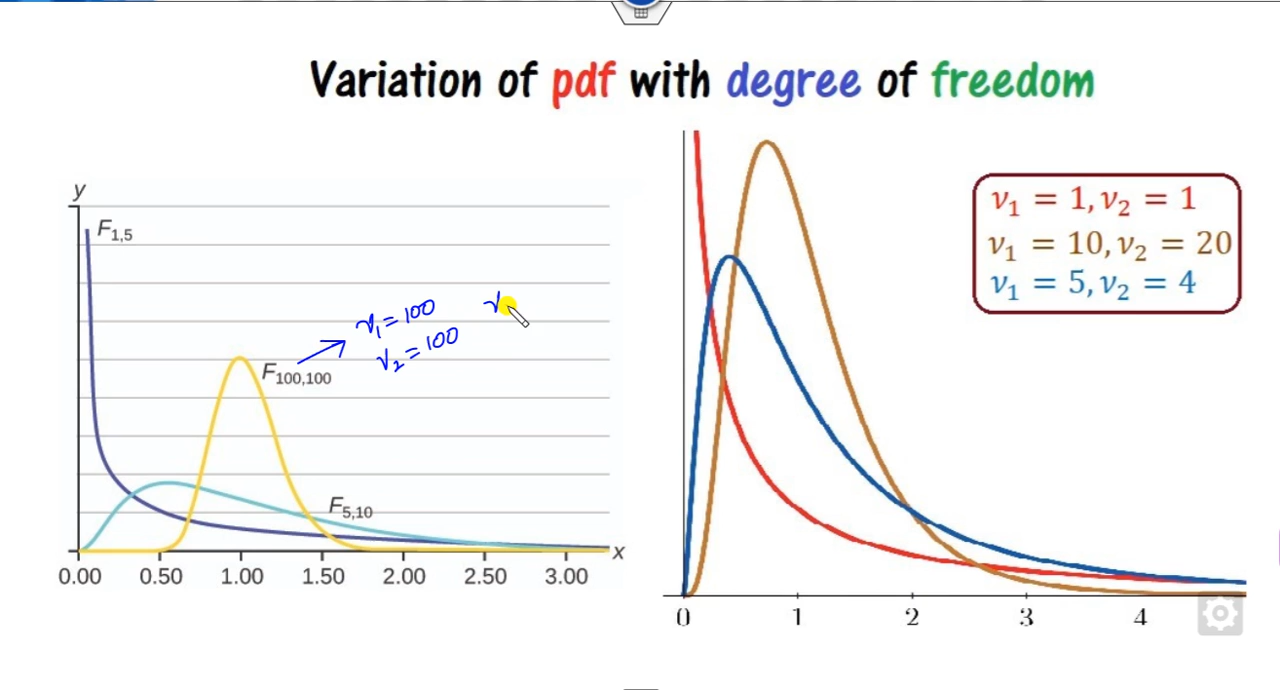 Variation of pdf with degree of freedom
y
F1,5
ν1 = 100
ν
ν2 = 100
F100,100
F5,10
x
0.00 0.50 1.00 1.50 2.00 2.50 3.00
ν1 = 1, ν2 = 1
ν1 = 10, ν2 = 20
ν1 = 5, ν2 = 4
0 1 2 3 4